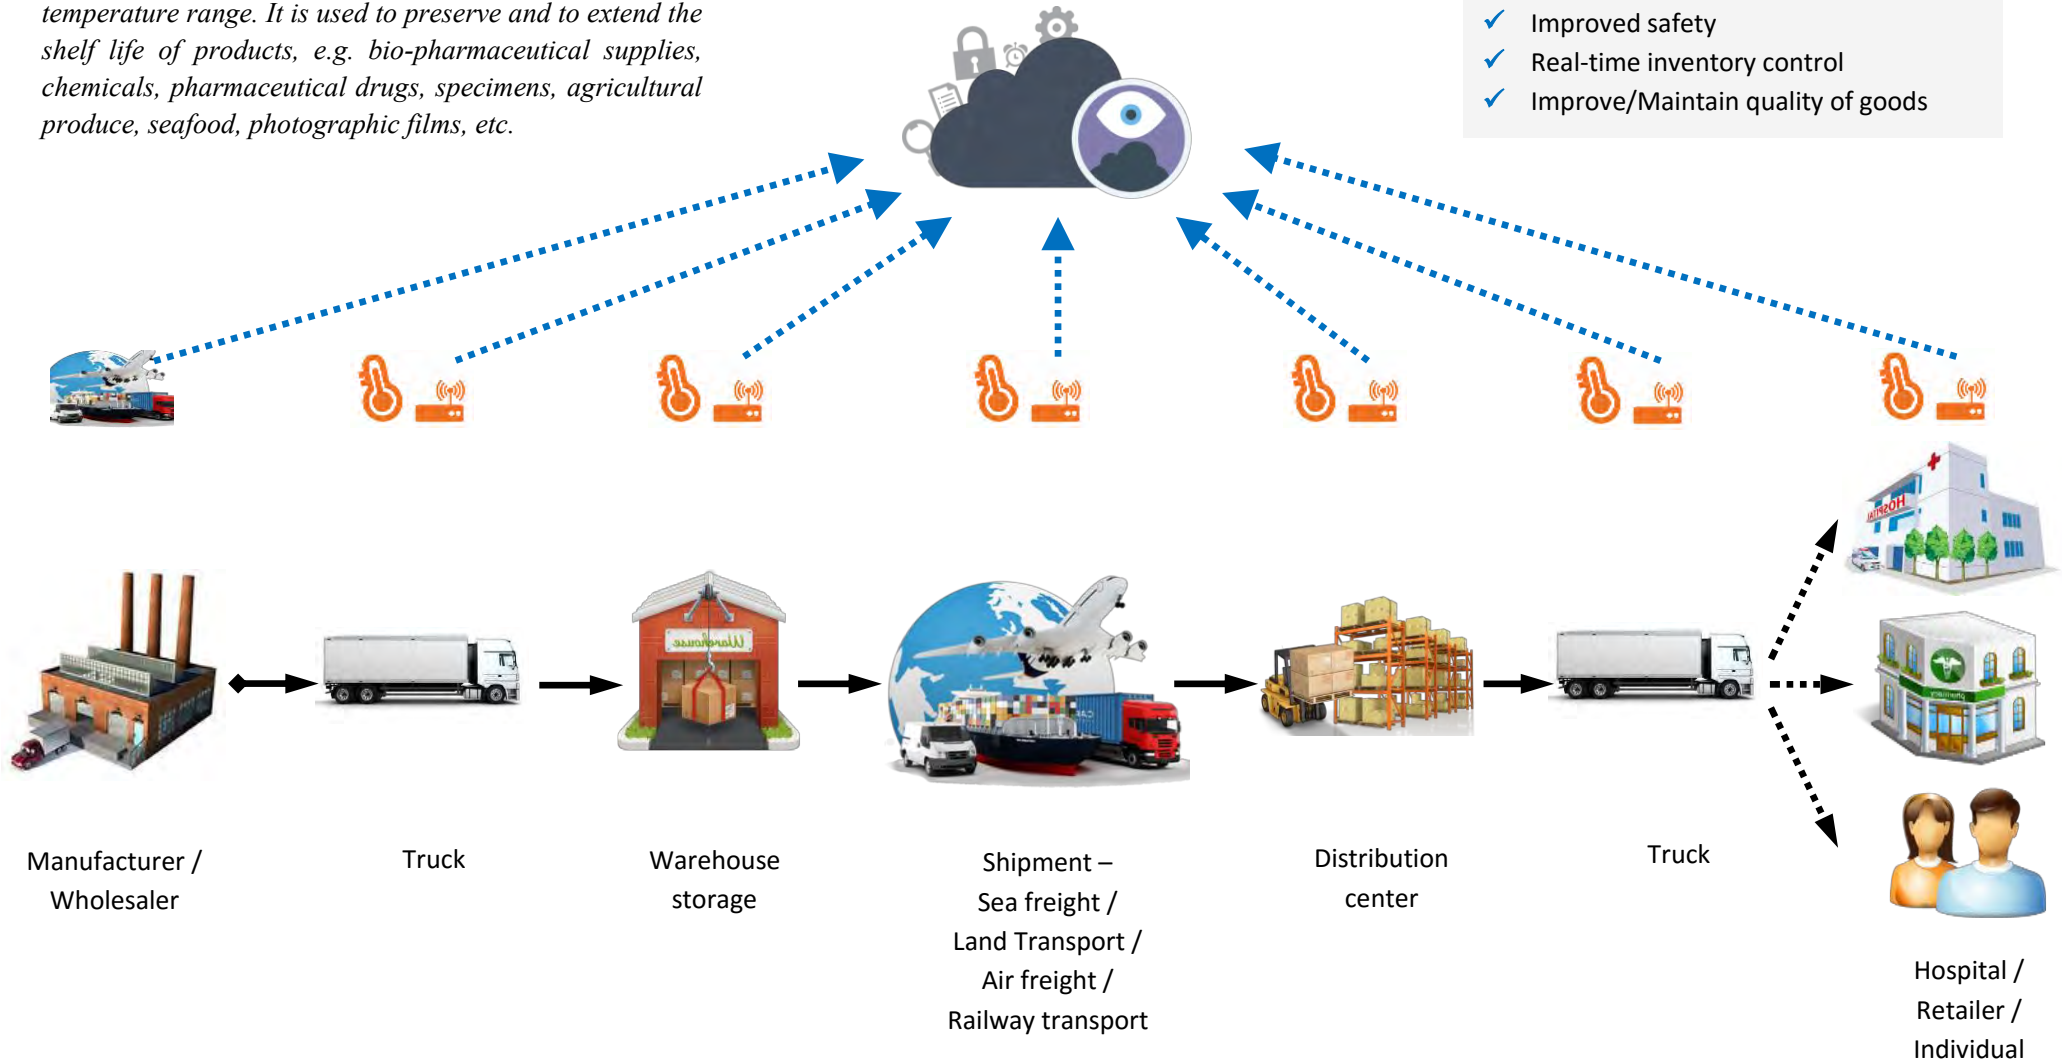 temperature range. It is used to preserve and to extend the
shelf life of products, e.g. bio-pharmaceutical supplies,
chemicals, pharmaceutical drugs, specimens, agricultural
produce, seafood, photographic films, etc.
✓ Improved safety
✓ Real-time inventory control
✓ Improve/Maintain quality of goods
HOSPITAL
Warehouse
pharmacy
Manufacturer /
Wholesaler
Truck
Warehouse
storage
Shipment –
Sea freight /
Land Transport /
Air freight /
Railway transport
Distribution
center
Truck
Hospital /
Retailer /
Individual